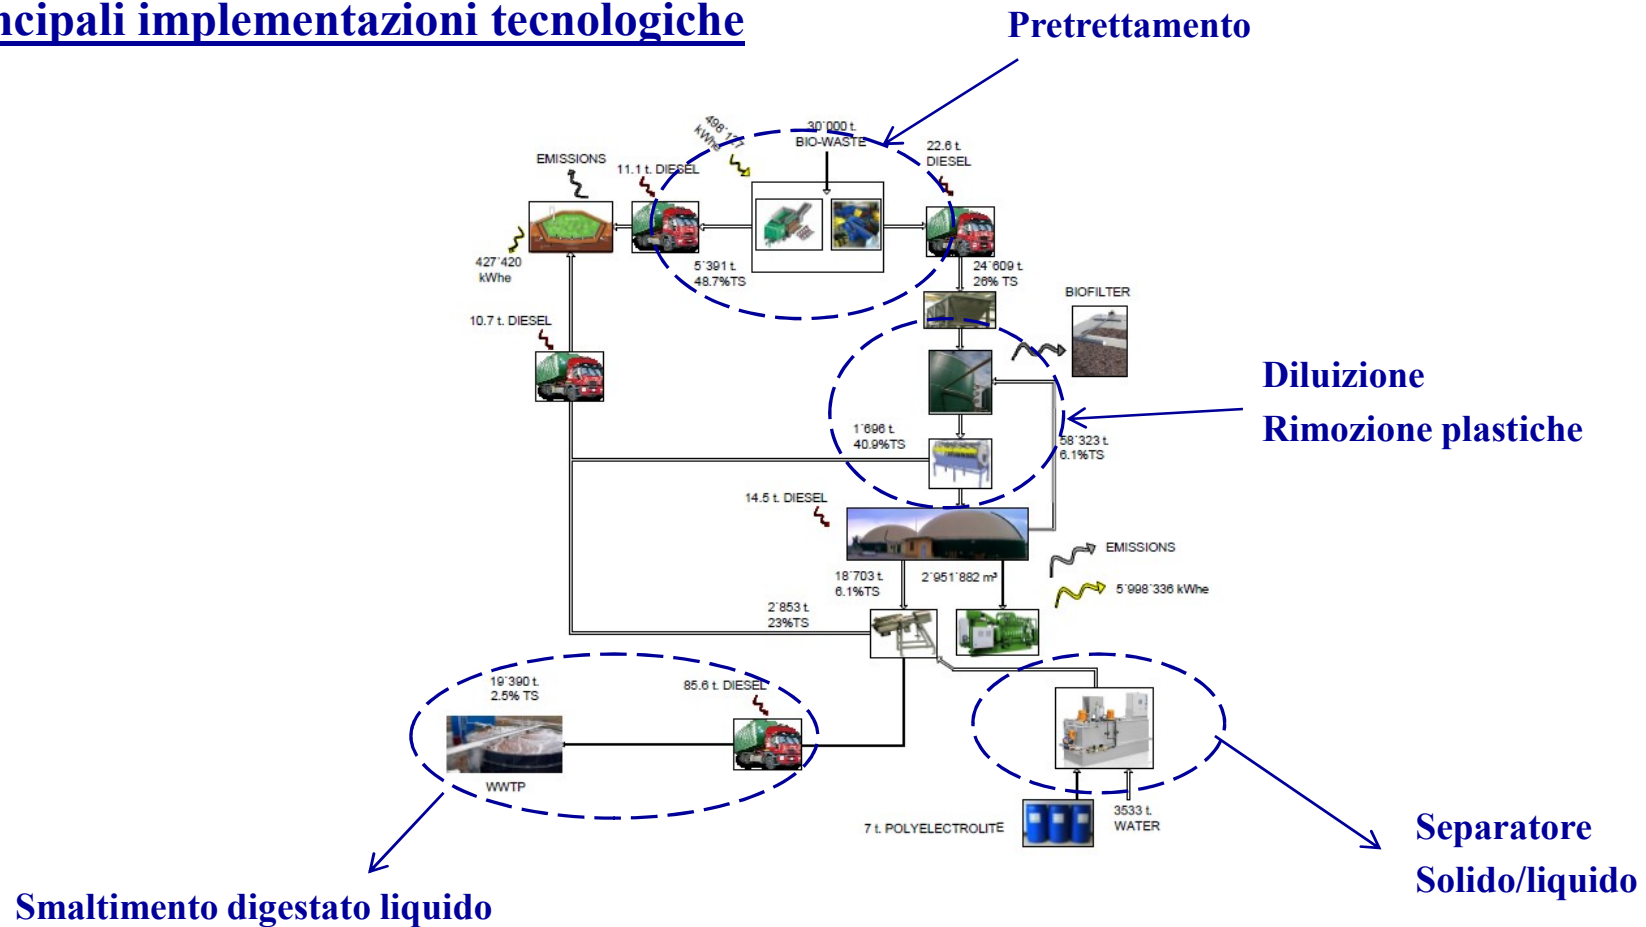 ncipali implementazioni tecnologiche
Pretrettamento
498`127
kWhe
30`000 t.
BIO-WASTE
22.6 t.
DIESEL
EMISSIONS
11.1 t. DIESEL
427`420
kWhe
5`391 t.
48.7%TS
24`609 t.
26% TS
BIOFILTER
10.7 t. DIESEL
Diluizione
Rimozione plastiche
1`696 t.
40.9%TS
58`323 t.
6.1%TS
14.5 t. DIESEL
EMISSIONS
18`703 t.
6.1%TS
2`951`882 m³
5`998`336 kWhe
2`853 t.
23%TS
19`390 t.
2.5% TS
85.6 t. DIESEL
WWTP
7 t. POLYELECTROLITE
3533 t.
WATER
Separatore
Solido/liquido
Smaltimento digestato liquido